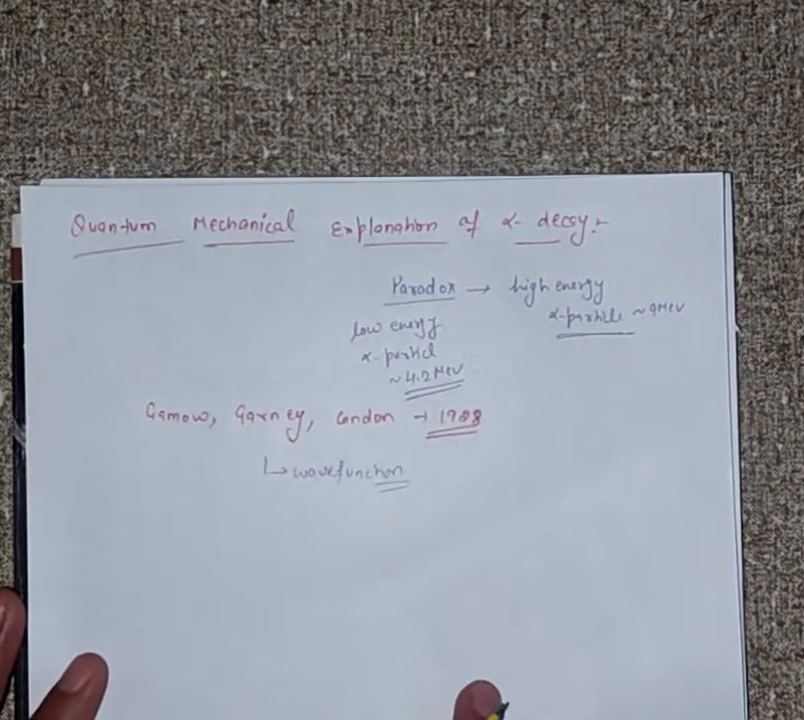 Quantum Mechanical Explanation of α-decay:-
Paradox → high energy
α-particle ~ 9MeV
low energy
α-particl
~4.2MeV
Gamow, Garney, Condon → 1928
↳ wavefunction